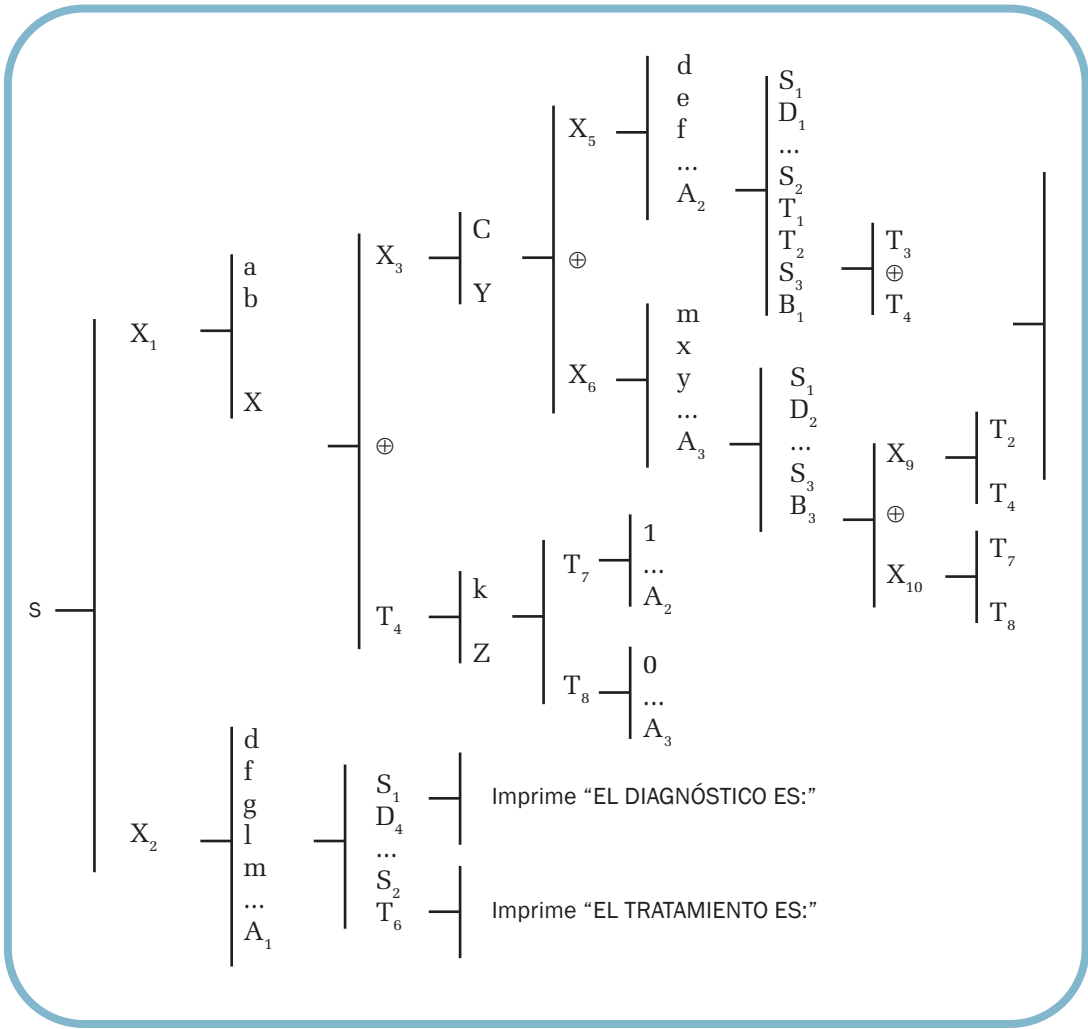 S
X₁
a
b
X
X₃
C
Y
X₅
d
e
f
...
A₂
S₁
D₁
...
S₂
T₁
T₂
S₃
B₁
T₃
⊕
T₄
⊕
X₆
m
x
y
...
A₃
S₁
D₂
...
S₃
B₃
X₉
T₂
T₄
⊕
X₁₀
T₇
T₈
⊕
T₄
k
Z
T₇
1
...
A₂
T₈
0
...
A₃
X₂
d
f
g
l
m
...
A₁
S₁
Imprime “EL DIAGNÓSTICO ES:”
D₄
...
S₂
T₆
Imprime “EL TRATAMIENTO ES:”